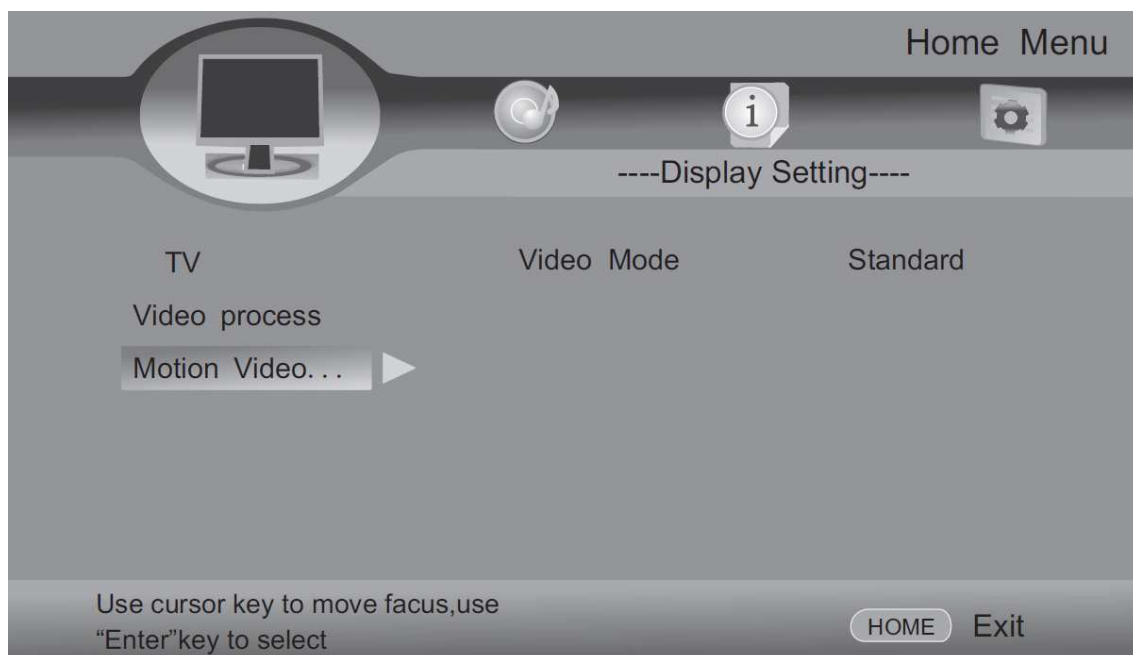 Home Menu
i
----Display Setting----
TV Video Mode Standard
Video process
Motion Video...
Use cursor key to move facus,use
“Enter”key to select
HOME Exit